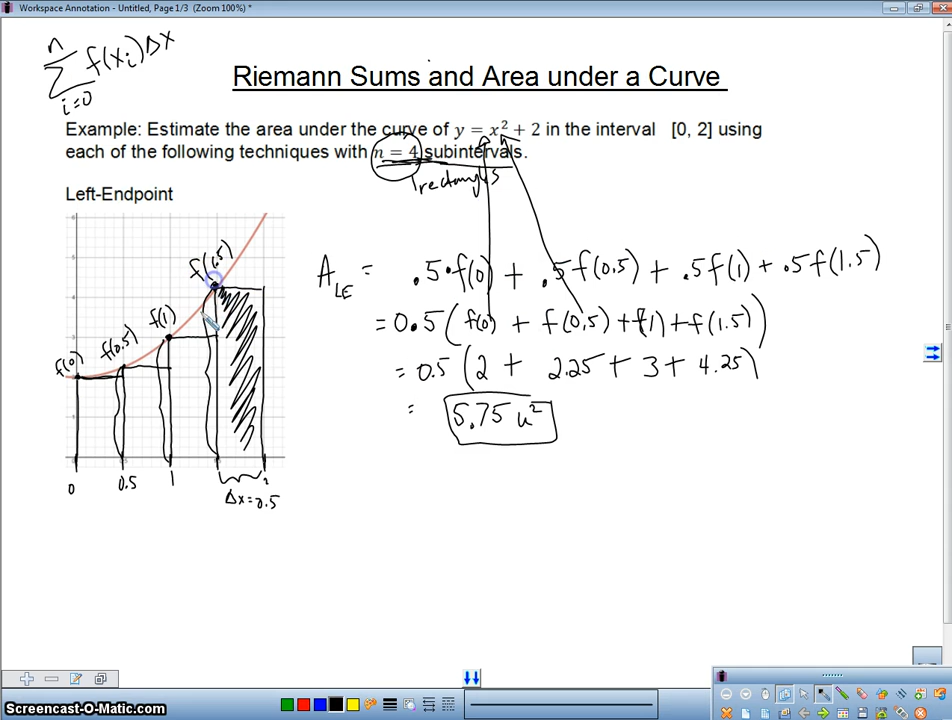 Workspace Annotation - Untitled, Page 1/3 (Zoom 100%) *
n
∑ f(xᵢ) Δx
i=0
Riemann Sums and Area under a Curve
Example: Estimate the area under the curve of y = x² + 2 in the interval [0, 2] using
each of the following techniques with n = 4 subintervals.
rectangles
Left-Endpoint
6
4
3
2
f(0)
f(0.5)
f(1)
f(1.5)
0
0.5
1
Δx=0.5
A_LE = .5·f(0) + .5f(0.5) + .5f(1) + .5f(1.5)
=0.5(f(0) + f(0.5) + f(1) + f(1.5))
= 0.5 (2 + 2.25 + 3 + 4.25)
= 5.75 u²
Screencast-O-Matic.com